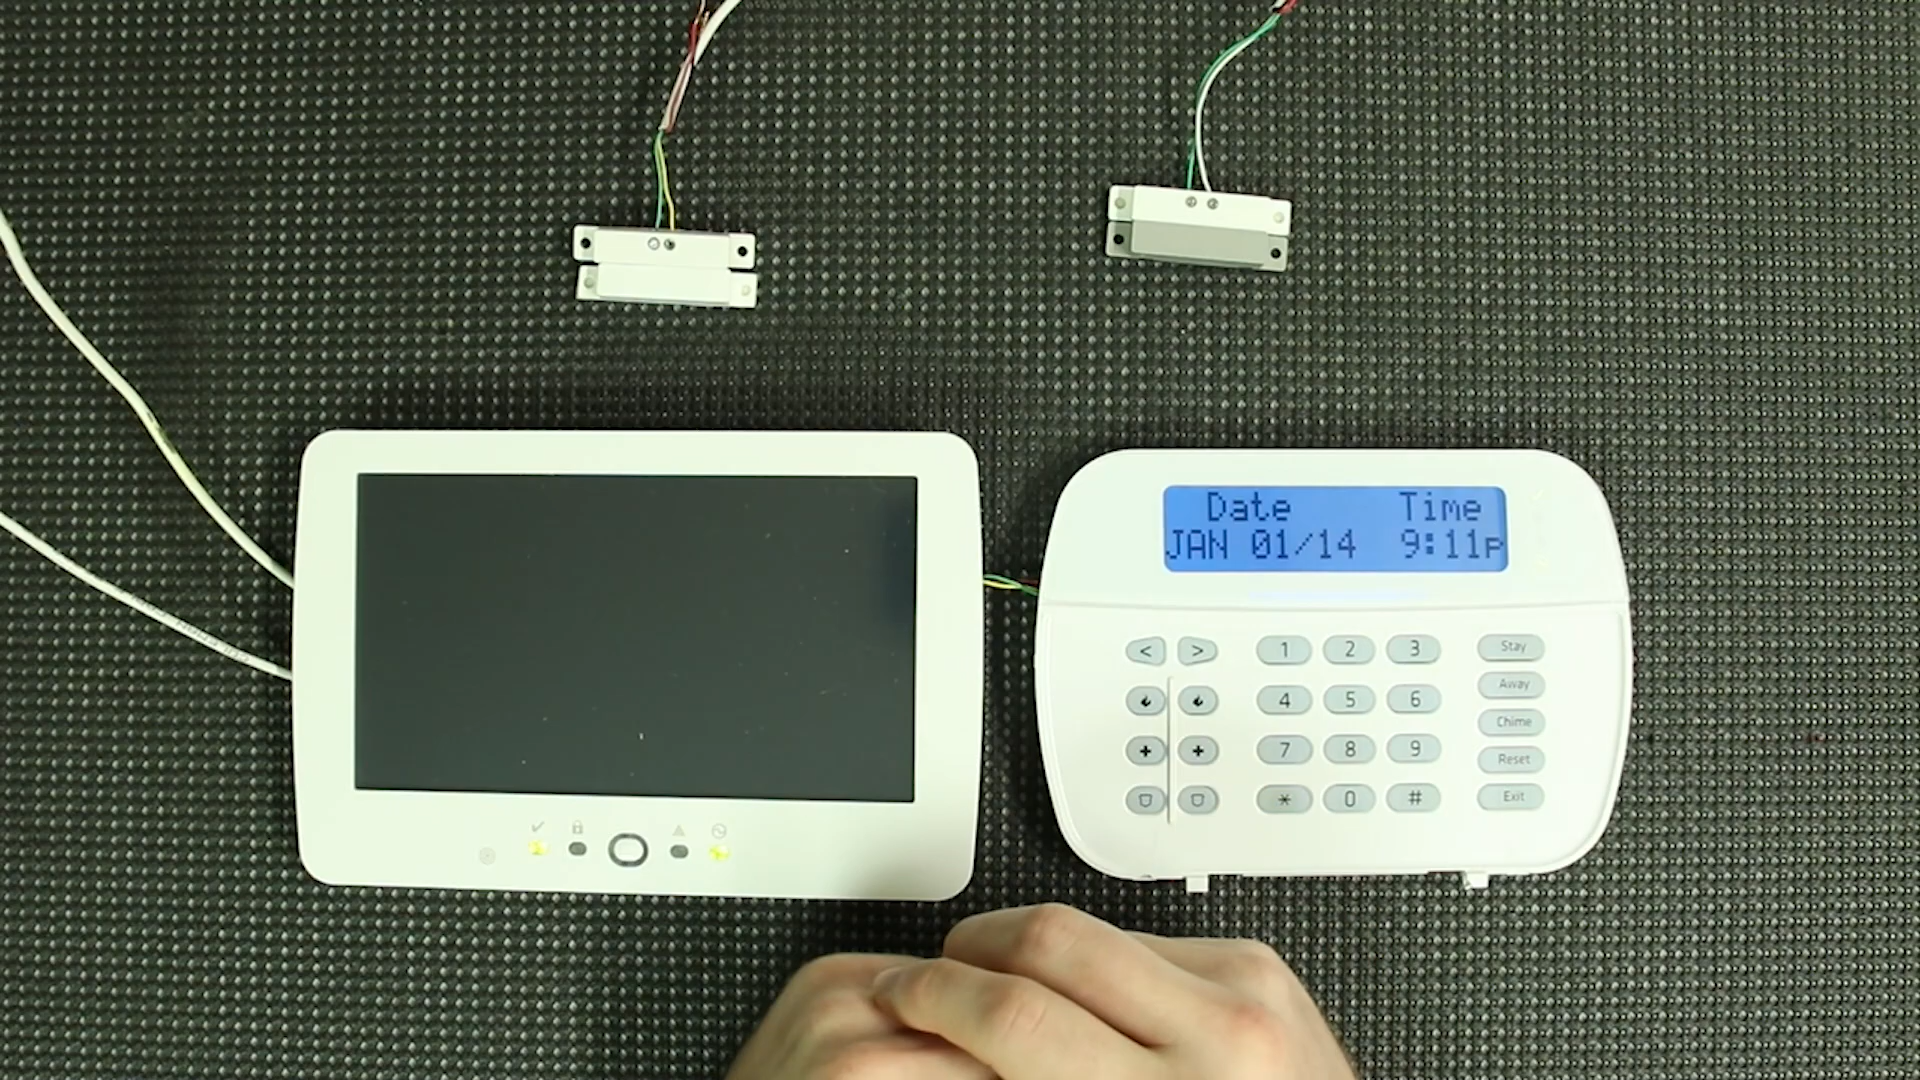 Date Time
JAN 01/14 9:11p
< > 1 2 3 Stay
4 5 6 Away
Chime
7 8 9
Reset
* 0 # Exit